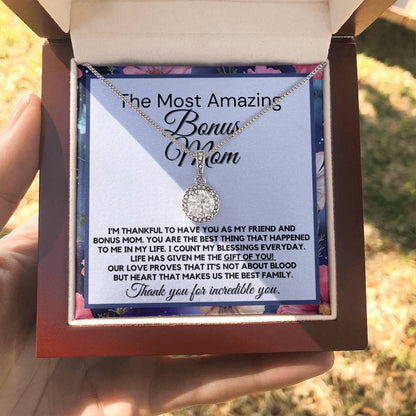 The Most Amazing
Bonus
Mom
I'M THANKFUL TO HAVE YOU AS MY FRIEND AND
BONUS MOM. YOU ARE THE BEST THING THAT HAPPENED
TO ME IN MY LIFE. I COUNT MY BLESSINGS EVERYDAY.
LIFE HAS GIVEN ME THE GIFT OF YOU!
OUR LOVE PROVES THAT IT'S NOT ABOUT BLOOD
BUT HEART THAT MAKES US THE BEST FAMILY.
Thank you for incredible you.